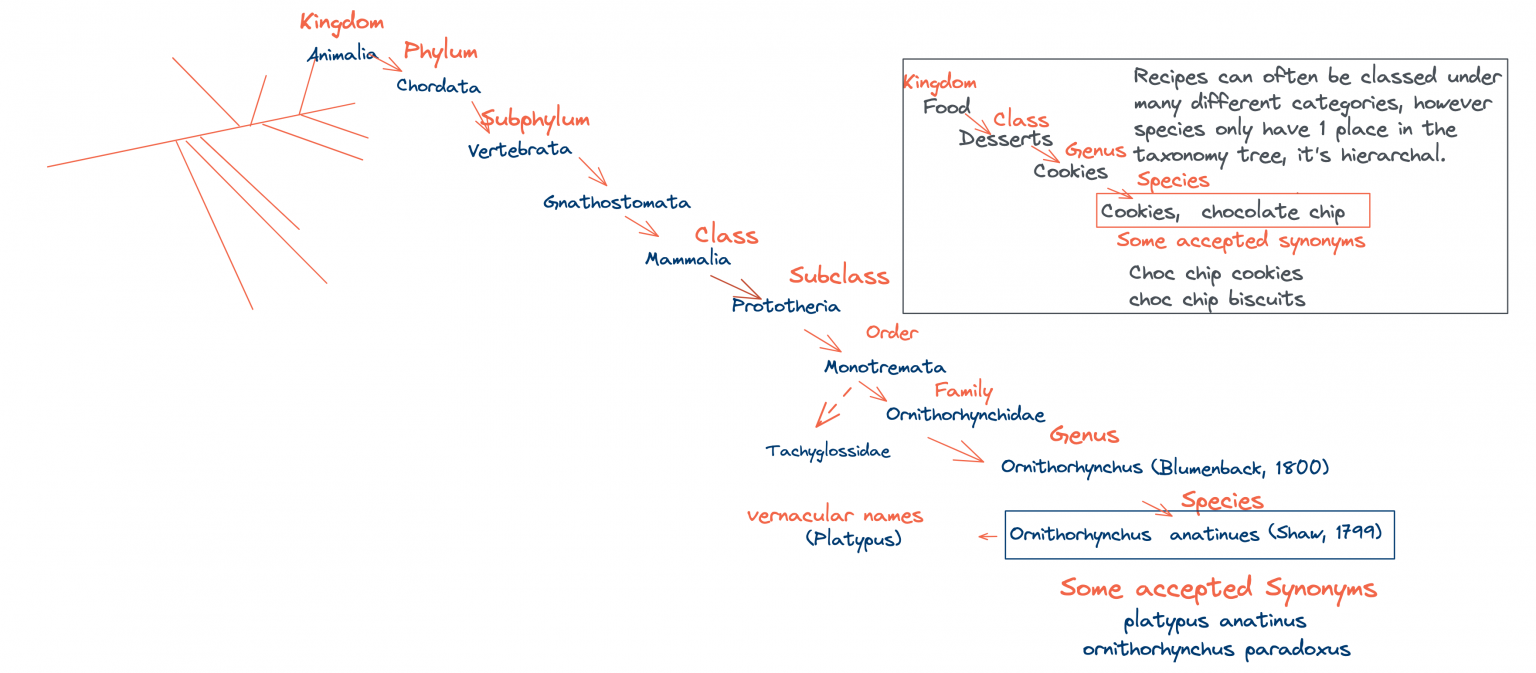 Kingdom
Animalia
Phylum
Chordata
Subphylum
Vertebrata
Gnathostomata
Class
Mammalia
Subclass
Prototheria
Order
Monotremata
Family
Ornithorhynchidae
Tachyglossidae
Genus
Ornithorhynchus (Blumenback, 1800)
Species
Ornithorhynchus anatinues (Shaw, 1799)
vernacular names
(Platypus)
Some accepted Synonyms
platypus anatinus
ornithorhynchus paradoxus
Kingdom
Food
Class
Desserts
Genus
Cookies
Species
Cookies, chocolate chip
Some accepted synonyms
Choc chip cookies
choc chip biscuits
Recipes can often be classed under
many different categories, however
species only have 1 place in the
taxonomy tree, it's hierarchal.